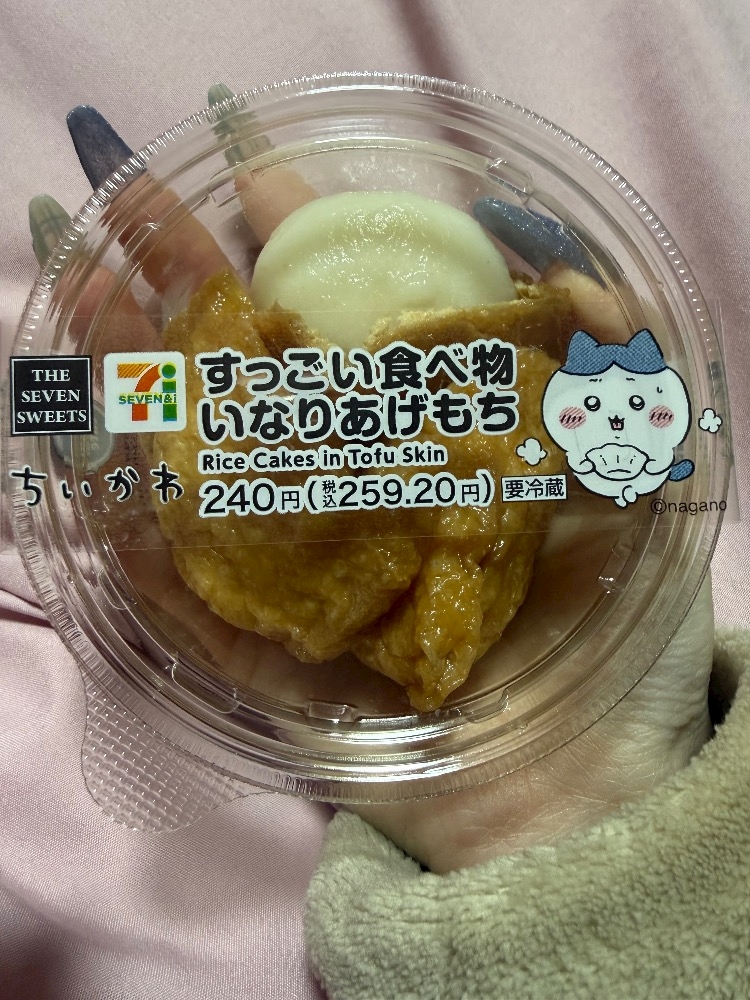 THE
SEVEN
SWEETS
SEVEN&i
すっごい食べ物
いなりあげもち
Rice Cakes in Tofu Skin
ちいかわ
240円(税込259.20円) 要冷蔵
©nagano